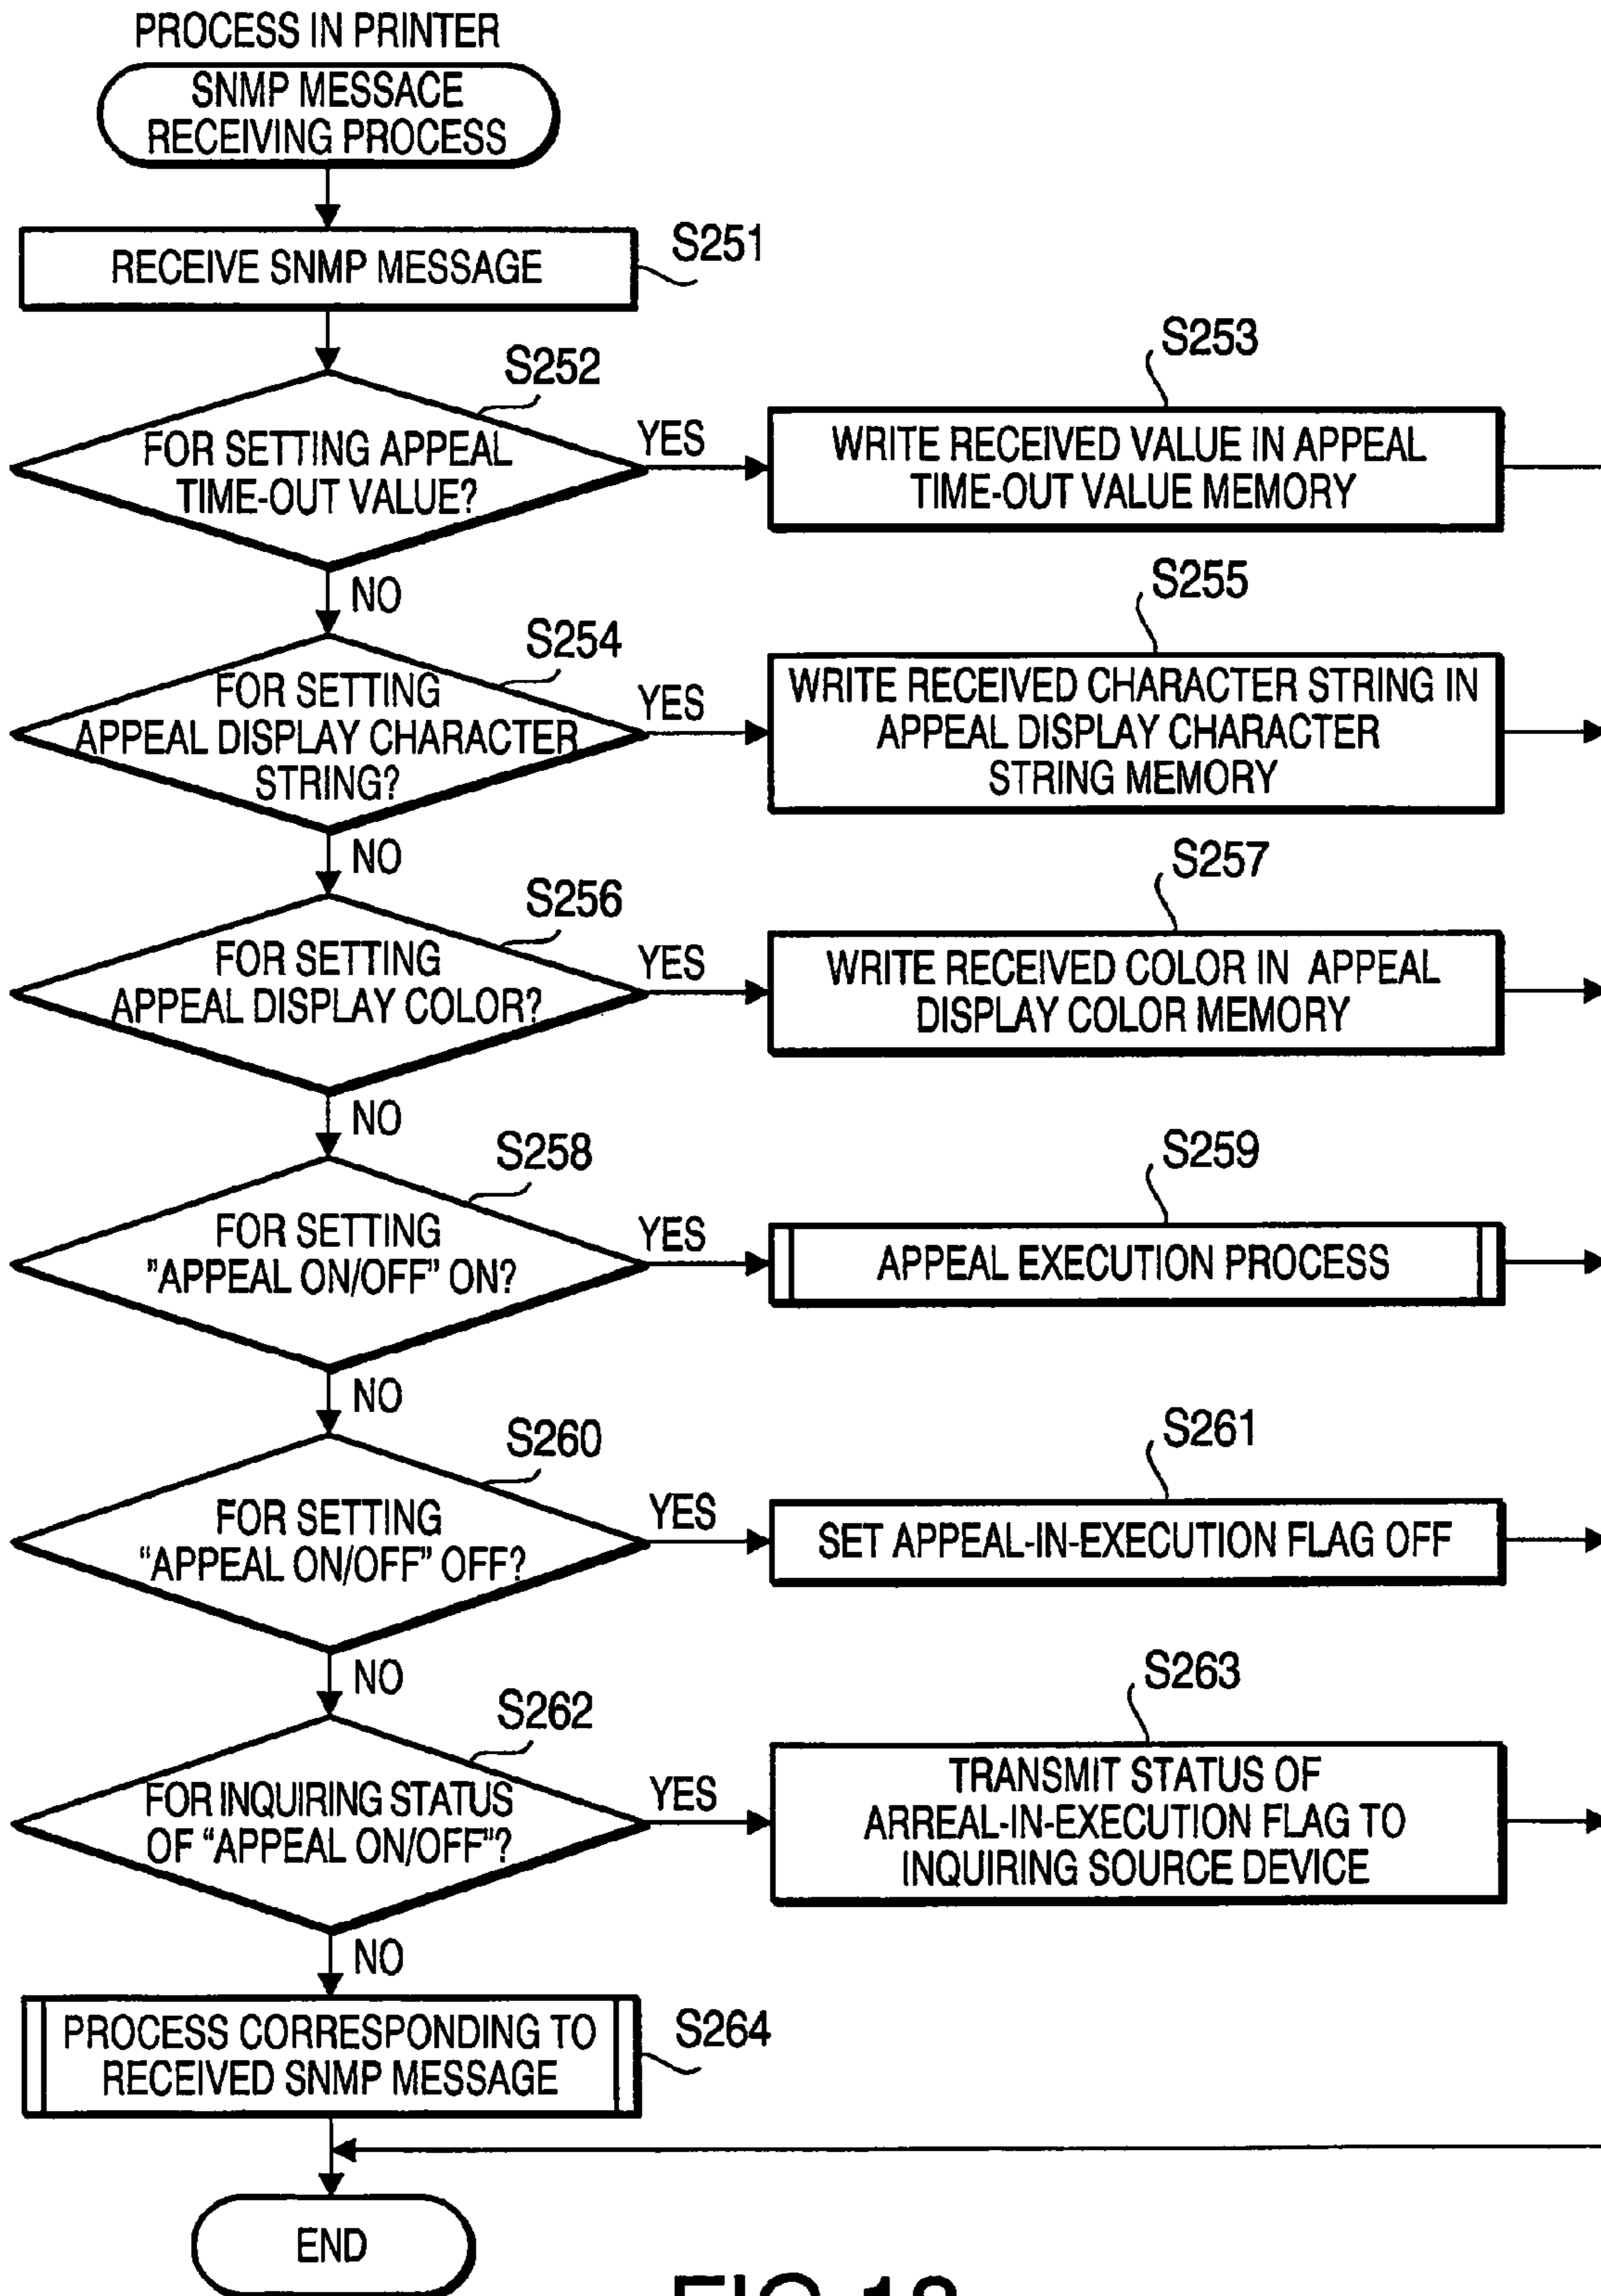 PROCESS IN PRINTER
SNMP MESSACE
RECEIVING PROCESS
RECEIVE SNMP MESSAGE
S251
S252
FOR SETTING APPEAL
TIME-OUT VALUE?
YES
NO
S253
WRITE RECEIVED VALUE IN APPEAL
TIME-OUT VALUE MEMORY
S254
FOR SETTING
APPEAL DISPLAY CHARACTER
STRING?
YES
NO
S255
WRITE RECEIVED CHARACTER STRING IN
APPEAL DISPLAY CHARACTER
STRING MEMORY
S256
FOR SETTING
APPEAL DISPLAY COLOR?
YES
NO
S257
WRITE RECEIVED COLOR IN APPEAL
DISPLAY COLOR MEMORY
S258
FOR SETTING
"APPEAL ON/OFF" ON?
YES
NO
S259
APPEAL EXECUTION PROCESS
S260
FOR SETTING
"APPEAL ON/OFF" OFF?
YES
NO
S261
SET APPEAL-IN-EXECUTION FLAG OFF
S262
FOR INQUIRING STATUS
OF "APPEAL ON/OFF"?
YES
NO
S263
TRANSMIT STATUS OF
ARREAL-IN-EXECUTION FLAG TO
INQUIRING SOURCE DEVICE
PROCESS CORRESPONDING TO
RECEIVED SNMP MESSAGE
S264
END